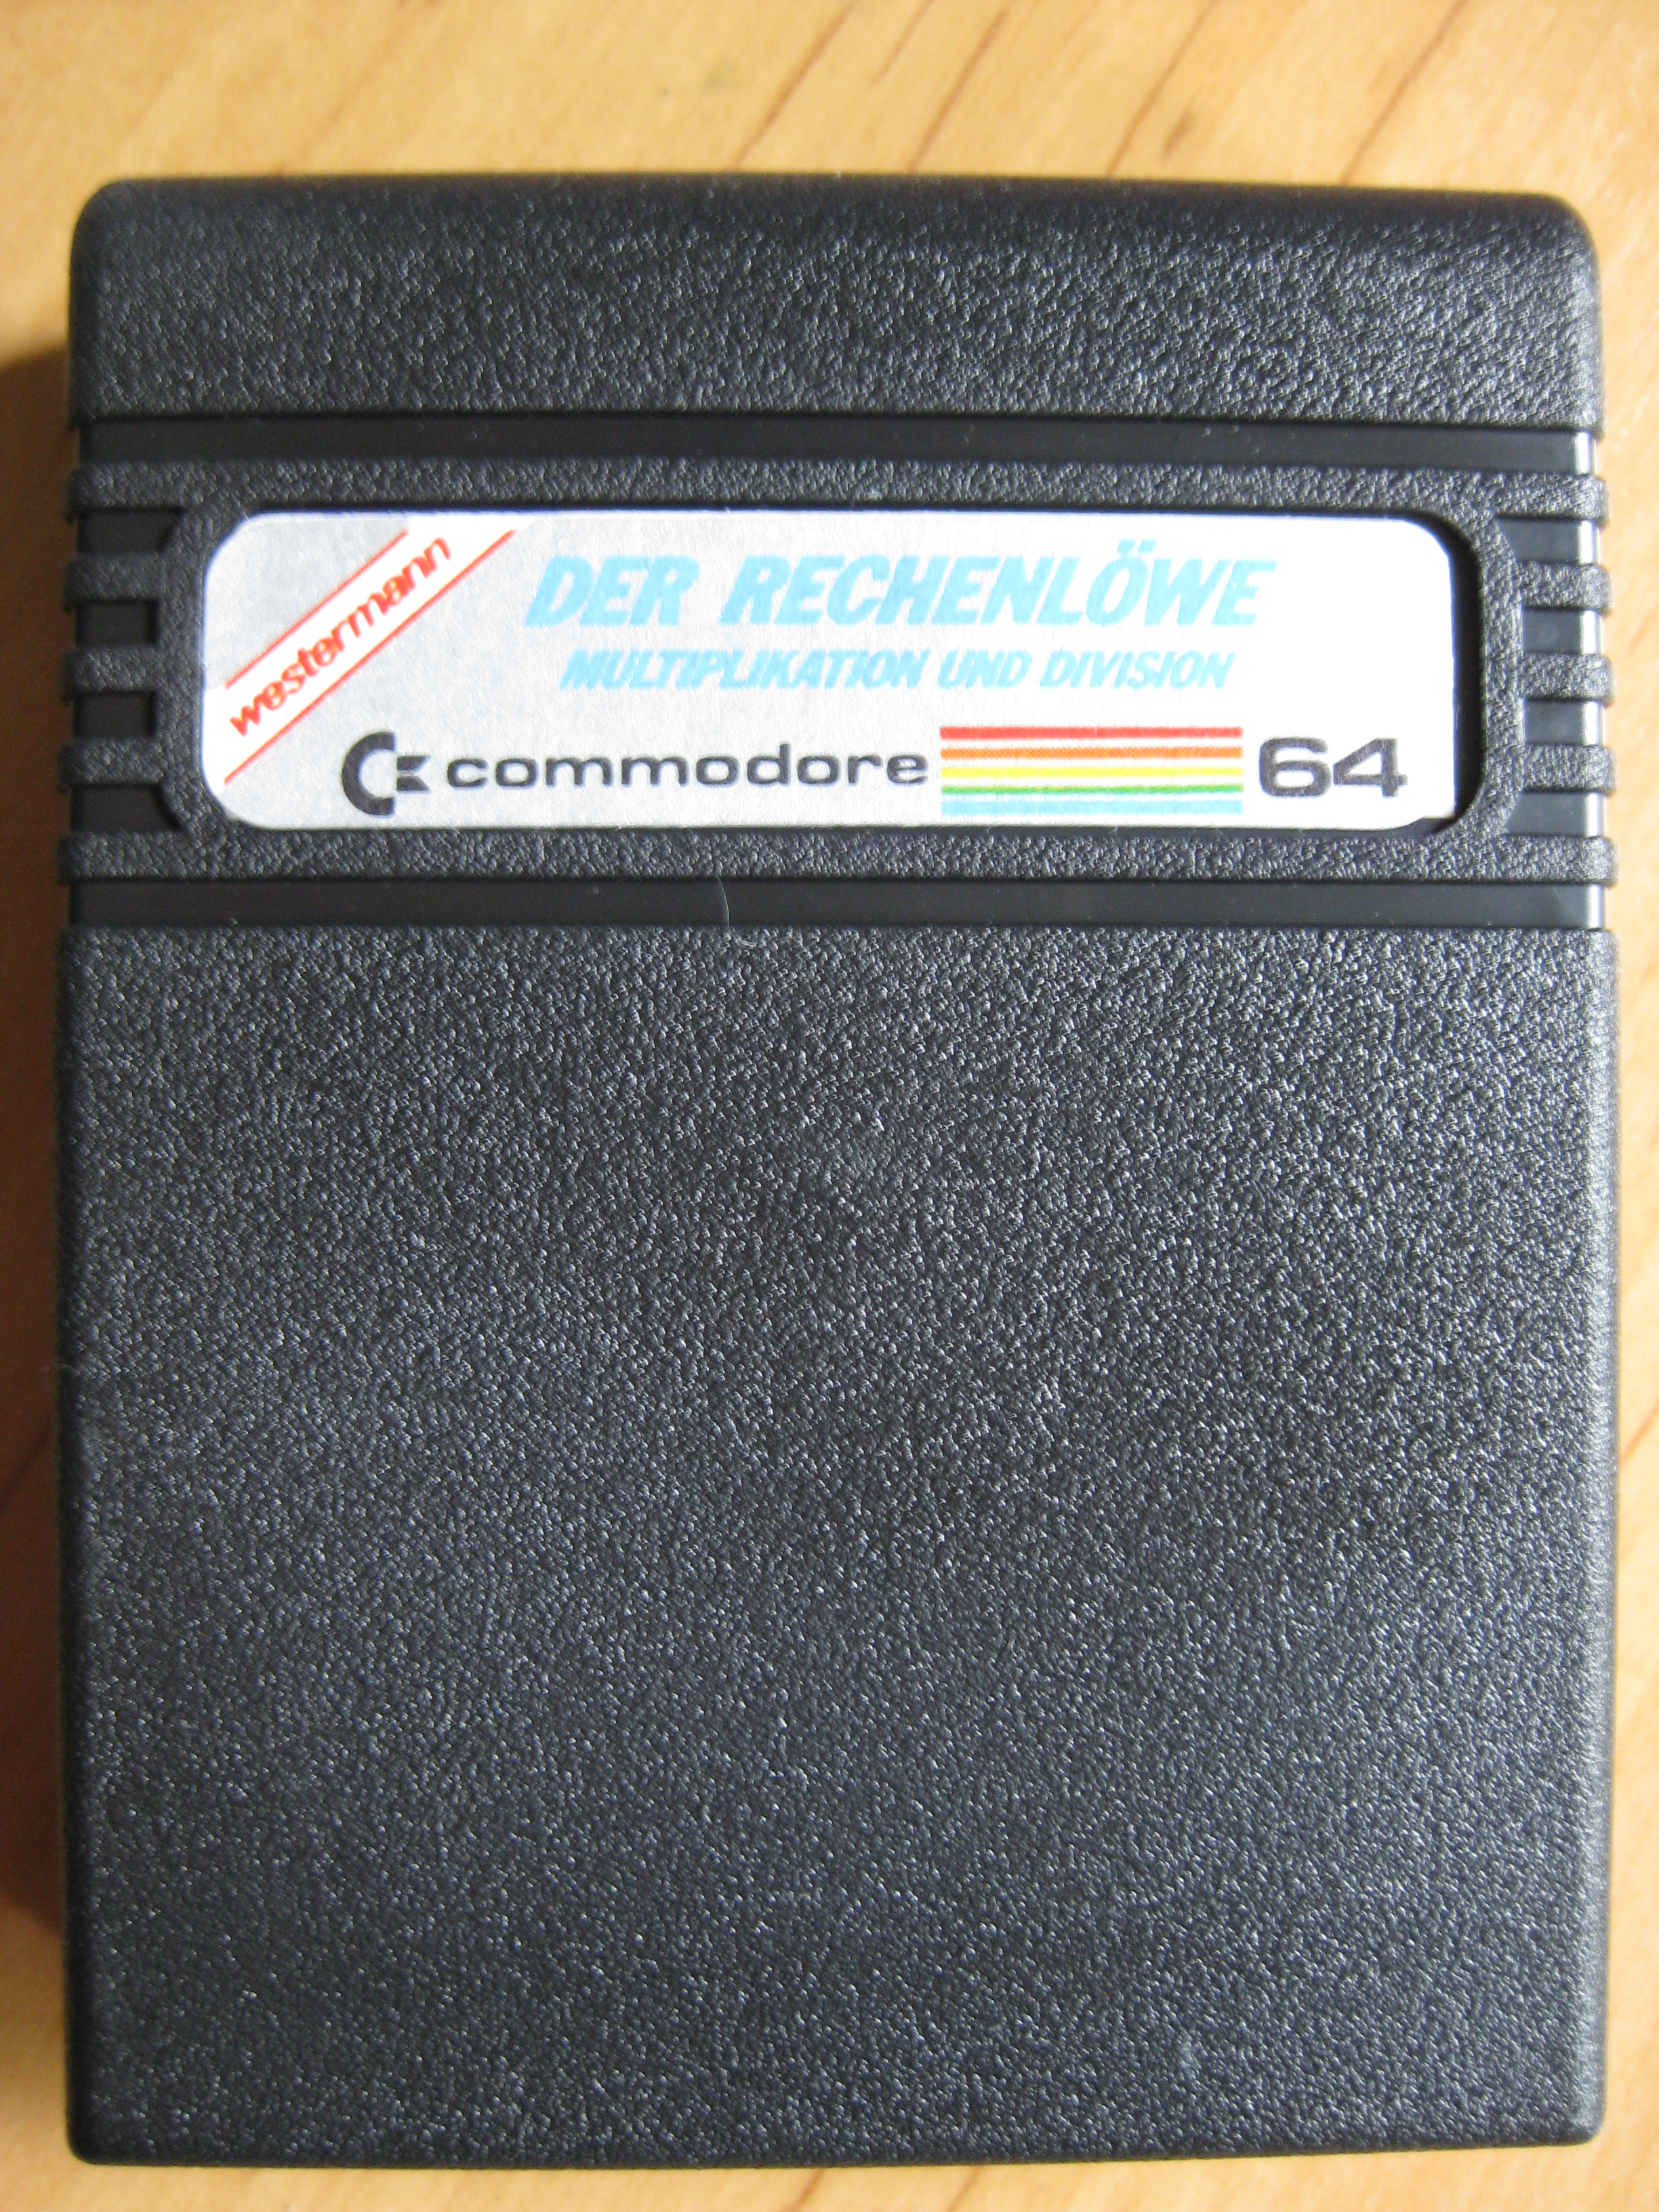 westermann
DER RECHENLÖWE
MULTIPLIKATION UND DIVISION
commodore 64